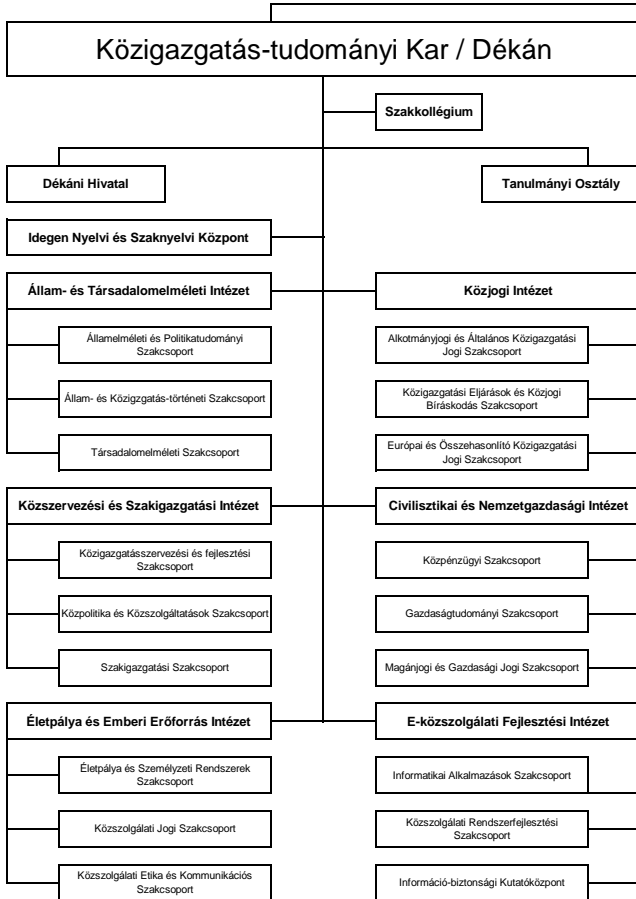 Közigazgatás-tudományi Kar / Dékán
Szakkollégium
Dékáni Hivatal
Tanulmányi Osztály
Idegen Nyelvi és Szaknyelvi Központ
Állam- és Társadalomelméleti Intézet
Közjogi Intézet
Államelméleti és Politikatudományi
Szakcsoport
Alkotmányjogi és Általános Közigazgatási
Jogi Szakcsoport
Állam- és Közigzgatás-történeti Szakcsoport
Közigazgatási Eljárások és Közjogi
Bíráskodás Szakcsoport
Társadalomelméleti Szakcsoport
Európai és Összehasonlító Közigazgatási
Jogi Szakcsoport
Közszervezési és Szakigazgatási Intézet
Civilisztikai és Nemzetgazdasági Intézet
Közigazgatásszervezési és fejlesztési
Szakcsoport
Közpénzügyi Szakcsoport
Közpolitika és Közszolgáltatások Szakcsoport
Gazdaságtudományi Szakcsoport
Szakigazgatási Szakcsoport
Magánjogi és Gazdasági Jogi Szakcsoport
Életpálya és Emberi Erőforrás Intézet
E-közszolgálati Fejlesztési Intézet
Életpálya és Személyzeti Rendszerek
Szakcsoport
Informatikai Alkalmazások Szakcsoport
Közszolgálati Jogi Szakcsoport
Közszolgálati Rendszerfejlesztési
Szakcsoport
Közszolgálati Etika és Kommunikációs
Szakcsoport
Információ-biztonsági Kutatóközpont